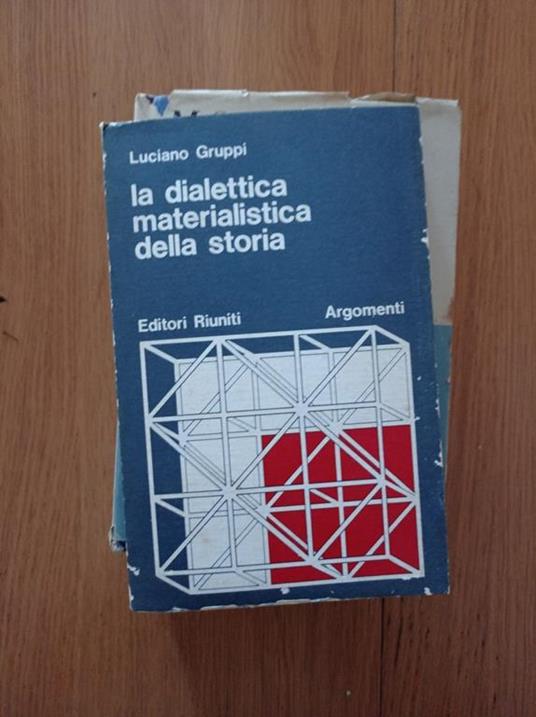 Luciano Gruppi
la dialettica
materialistica
della storia
Editori Riuniti
Argomenti